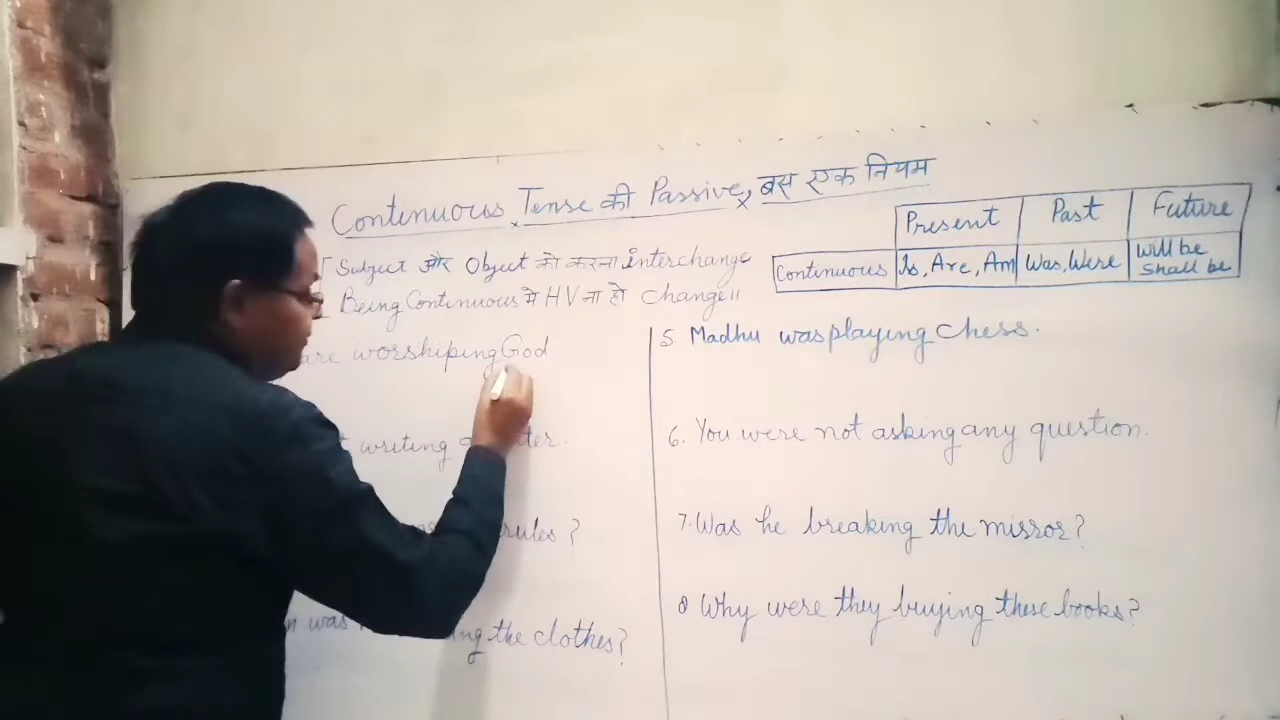 Continuous Tense की Passive, बस एक नियम
Subject और Object को करना interchange
Being Continuous मे HV ना हो change॥
Present Past Future
Continuous Is, Are, Am Was, Were will be shall be
are worshiping God
writing
rules?
was the clothes?
5. Madhu was playing chess.
6. You were not asking any question.
7. Was he breaking the mirror?
8 Why were they buying these books?